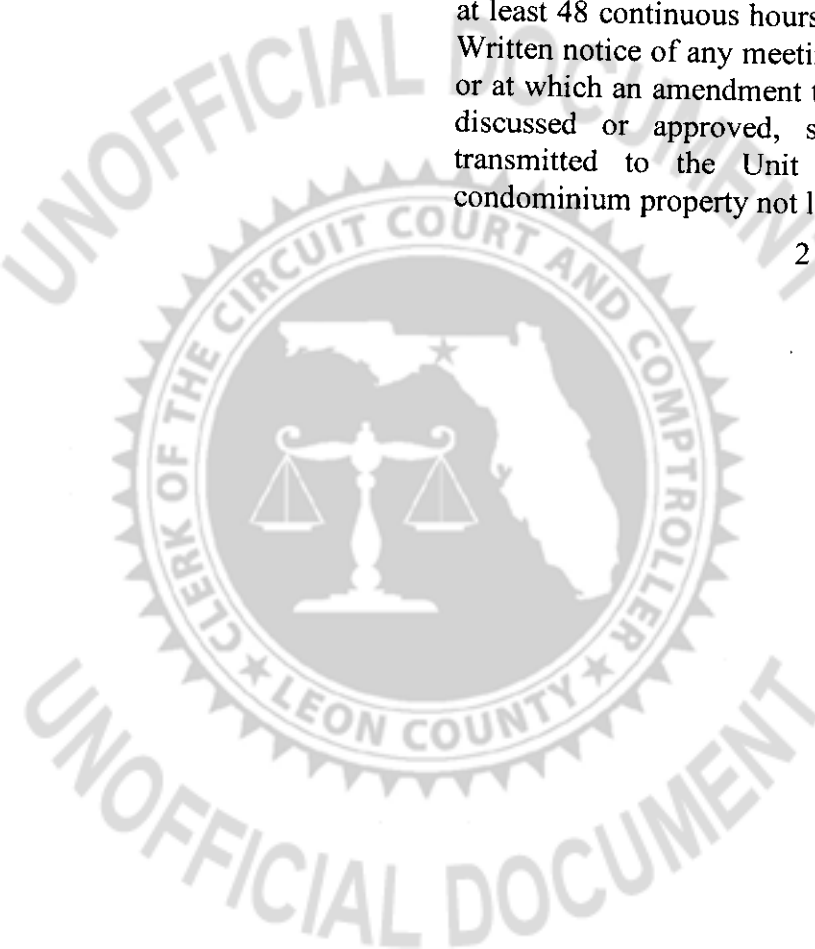 at least 48 continuous hours
Written notice of any meeti
or at which an amendment t
discussed or approved, s
transmitted to the Unit
condominium property not l
2
UNOFFICIAL DOCUMENT
CLERK OF THE CIRCUIT COURT AND COMPTROLLER
★ LEON COUNTY ★
UNOFFICIAL DOCUMENT